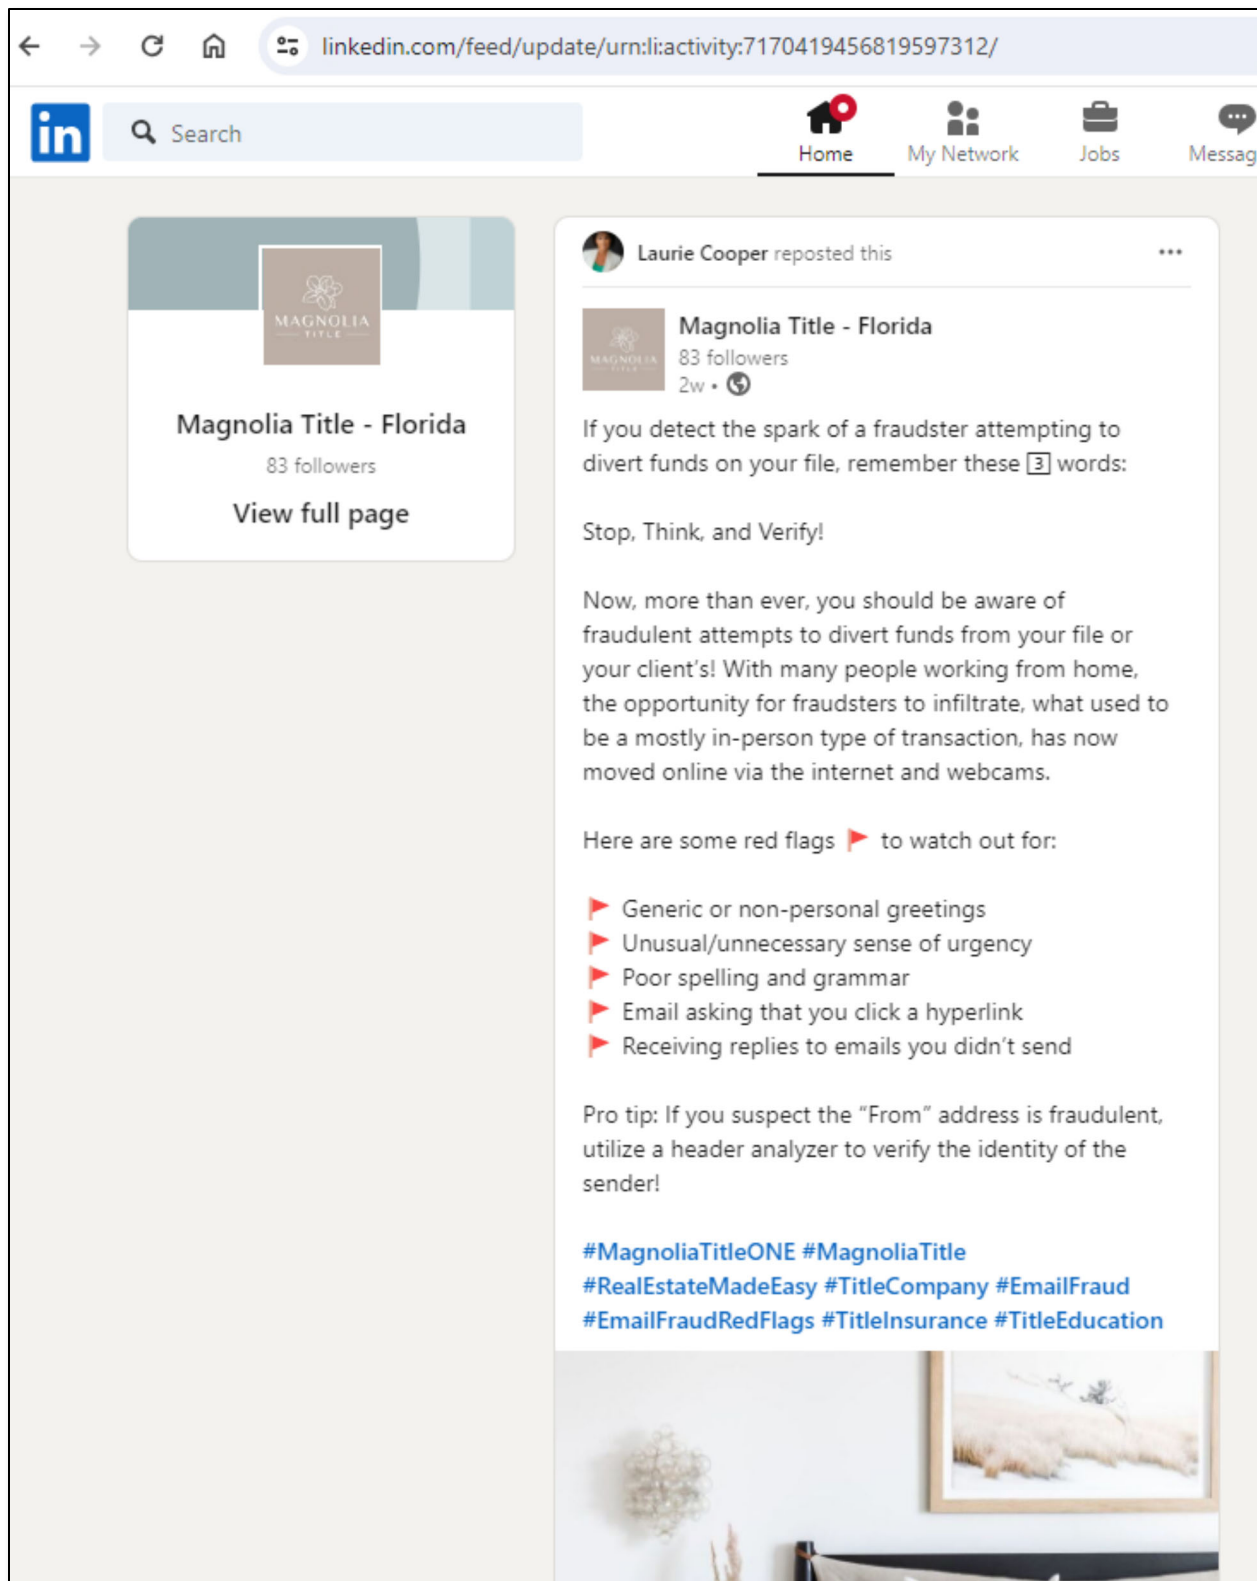 linkedin.com/feed/update/urn:li:activity:7170419456819597312/
in
Search
Home
My Network
Jobs
Messag
MAGNOLIA
TITLE
Magnolia Title - Florida
83 followers
View full page
Laurie Cooper reposted this
MAGNOLIA
TITLE
Magnolia Title - Florida
83 followers
2w •
If you detect the spark of a fraudster attempting to
divert funds on your file, remember these 3 words:
Stop, Think, and Verify!
Now, more than ever, you should be aware of
fraudulent attempts to divert funds from your file or
your client's! With many people working from home,
the opportunity for fraudsters to infiltrate, what used to
be a mostly in-person type of transaction, has now
moved online via the internet and webcams.
Here are some red flags 🚩 to watch out for:
🚩 Generic or non-personal greetings
🚩 Unusual/unnecessary sense of urgency
🚩 Poor spelling and grammar
🚩 Email asking that you click a hyperlink
🚩 Receiving replies to emails you didn't send
Pro tip: If you suspect the “From” address is fraudulent,
utilize a header analyzer to verify the identity of the
sender!
#MagnoliaTitleONE #MagnoliaTitle
#RealEstateMadeEasy #TitleCompany #EmailFraud
#EmailFraudRedFlags #TitleInsurance #TitleEducation